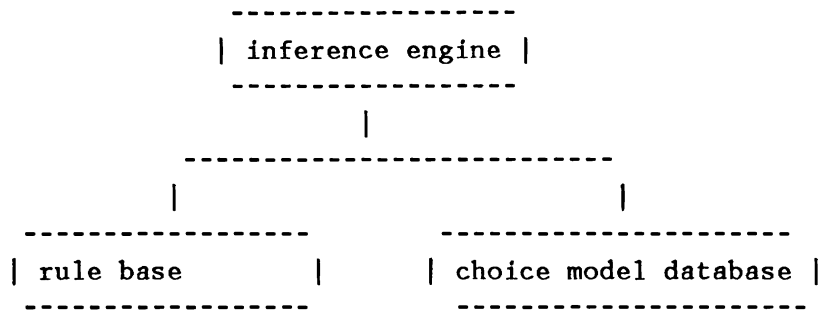 inference engine
rule base
choice model database